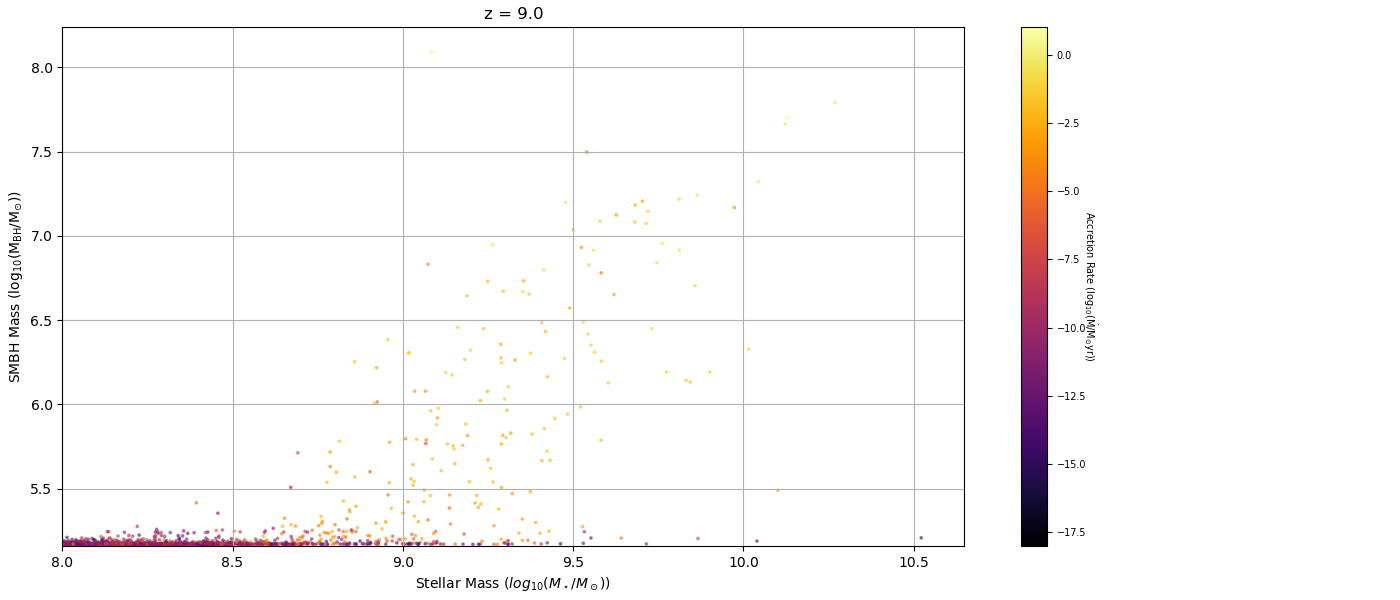 z = 9.0
SMBH Mass (log₁₀(M_BH/M_⊙))
8.0
7.5
7.0
6.5
6.0
5.5
8.0 8.5 9.0 9.5 10.0 10.5
Stellar Mass (log₁₀(M⋆/M⊙))
0.0
−2.5
−5.0
−7.5
−10.0
−12.5
−15.0
−17.5
Accretion Rate (log₁₀(Ṁ/M⊙yr))